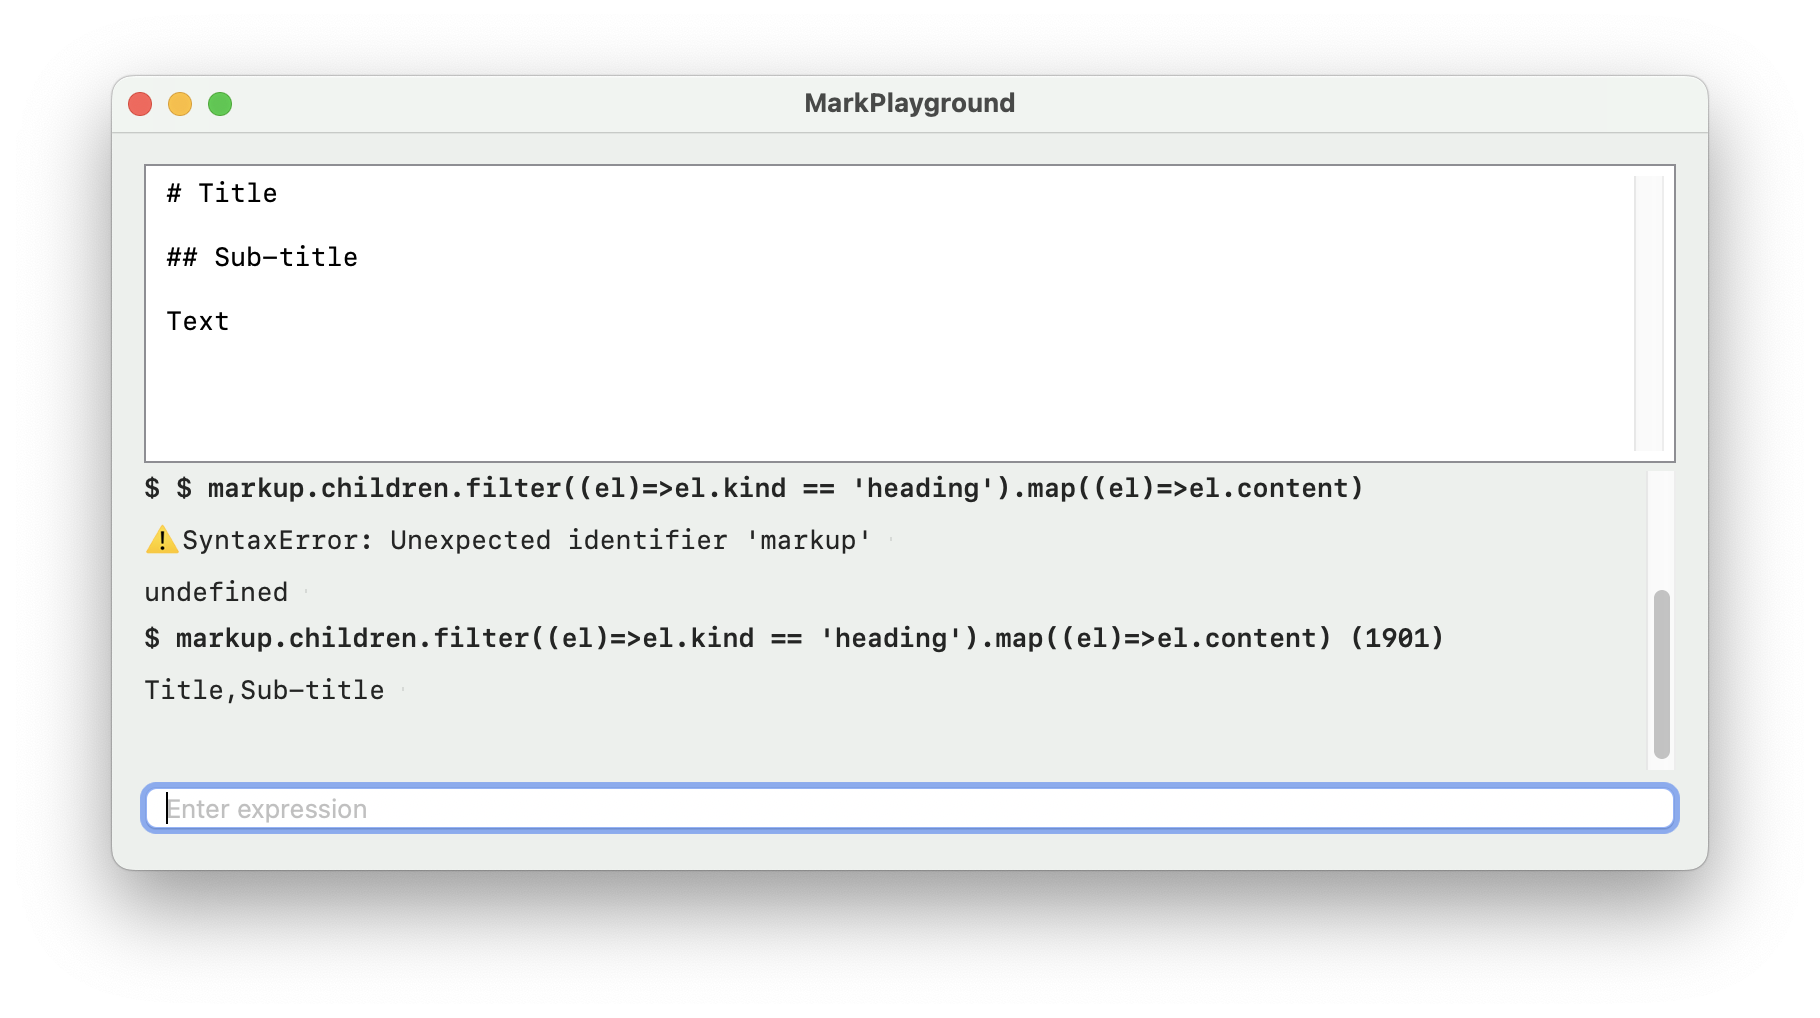 MarkPlayground
# Title
## Sub-title
Text
$ $ markup.children.filter((el)=>el.kind == 'heading').map((el)=>el.content)
⚠️SyntaxError: Unexpected identifier 'markup'
undefined
$ markup.children.filter((el)=>el.kind == 'heading').map((el)=>el.content) (1901)
Title,Sub-title
Enter expression